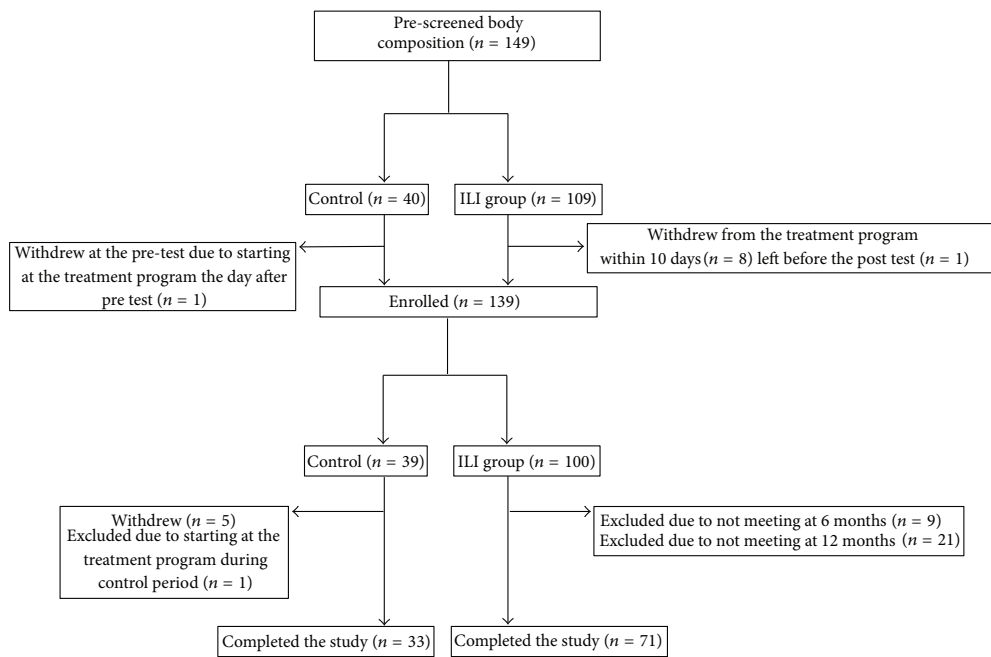 Pre-screened body
composition (n = 149)
Control (n = 40)
ILI group (n = 109)
Withdrew at the pre-test due to starting
at the treatment program the day after
pre test (n = 1)
Withdrew from the treatment program
within 10 days (n = 8) left before the post test (n = 1)
Enrolled (n = 139)
Control (n = 39)
ILI group (n = 100)
Withdrew (n = 5)
Excluded due to starting at the
treatment program during
control period (n = 1)
Excluded due to not meeting at 6 months (n = 9)
Excluded due to not meeting at 12 months (n = 21)
Completed the study (n = 33)
Completed the study (n = 71)